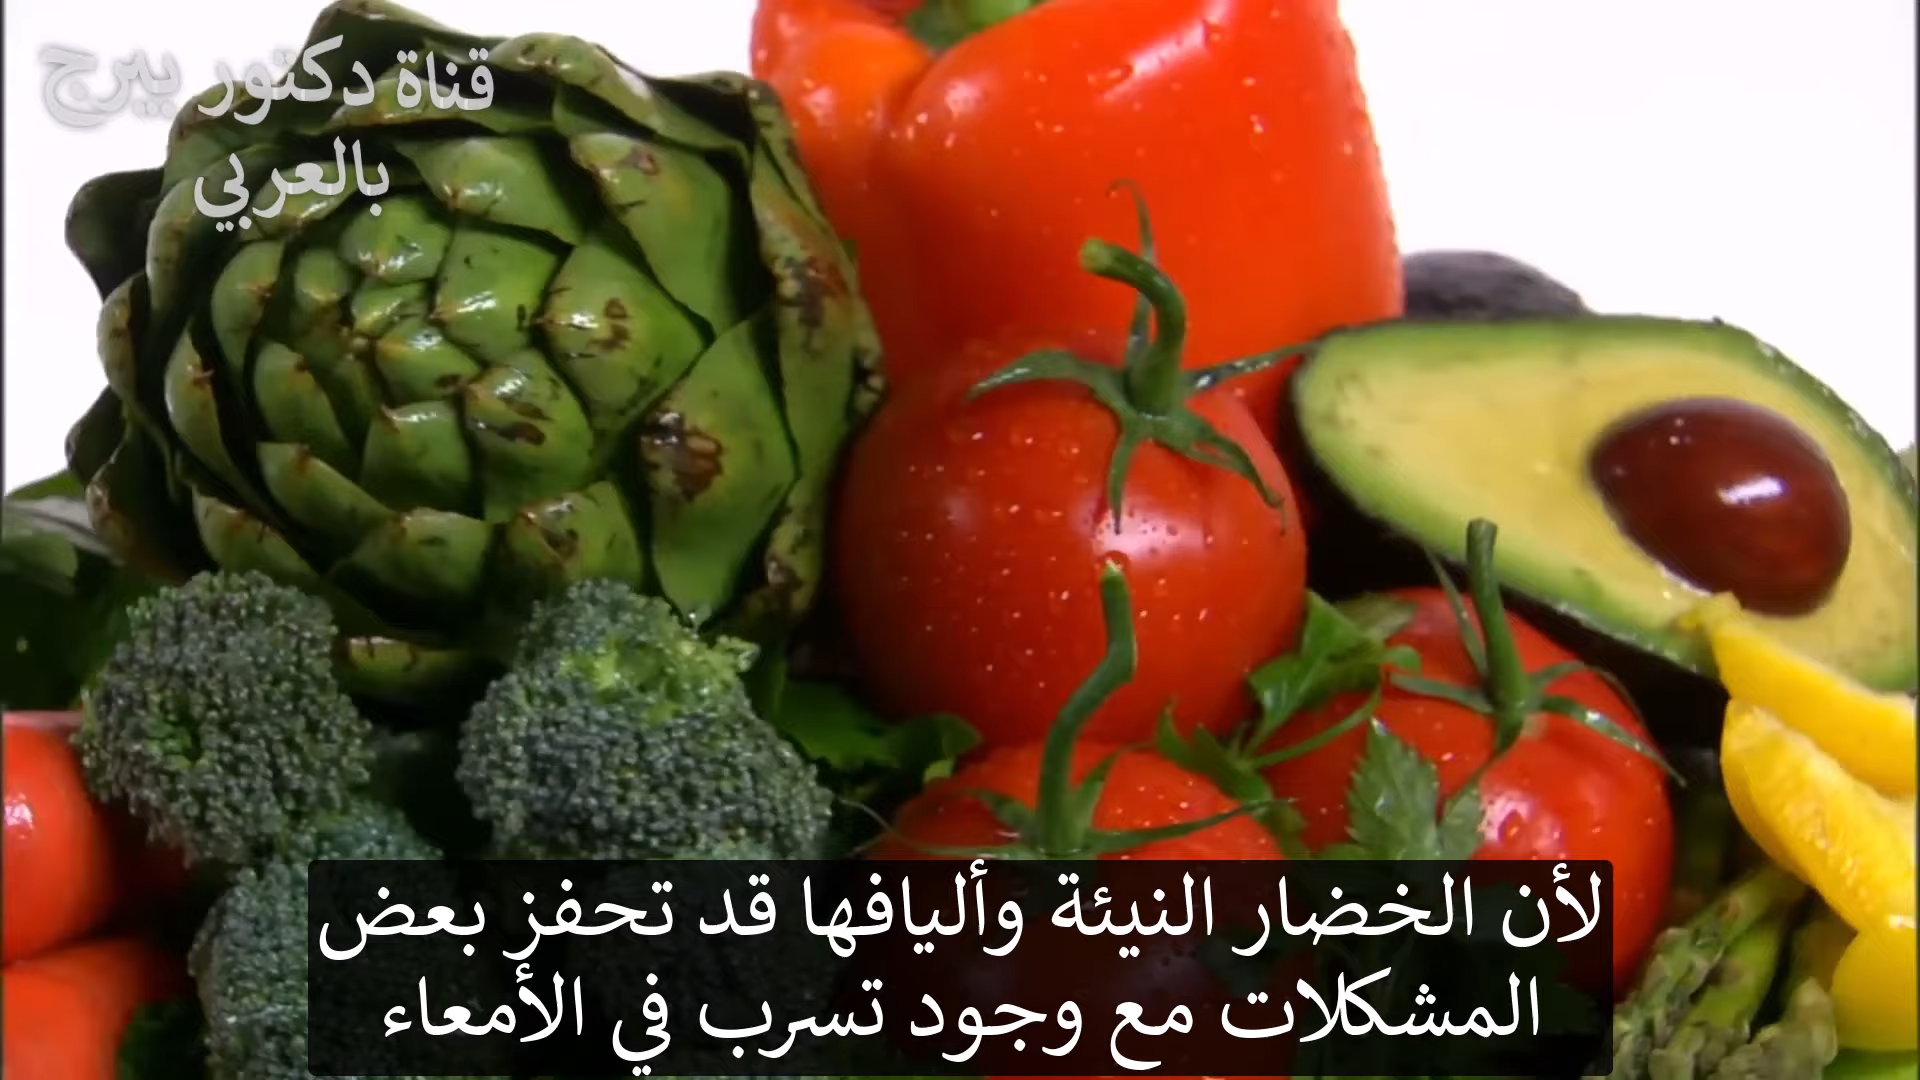 قناة دكتور بيرج
بالعربي
لأن الخضار النيئة وأليافها قد تحفز بعض
المشكلات مع وجود تسرب في الأمعاء